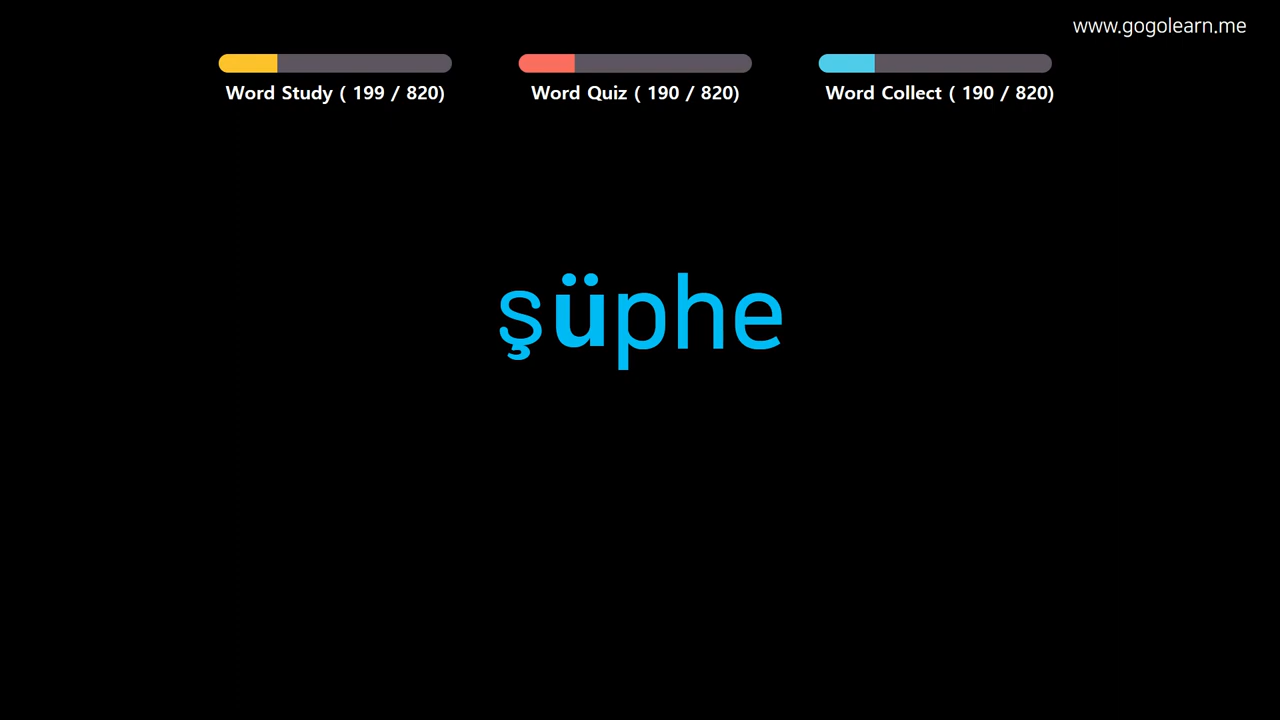 www.gogolearn.me
Word Study ( 199 / 820)
Word Quiz ( 190 / 820)
Word Collect ( 190 / 820)
şüphe